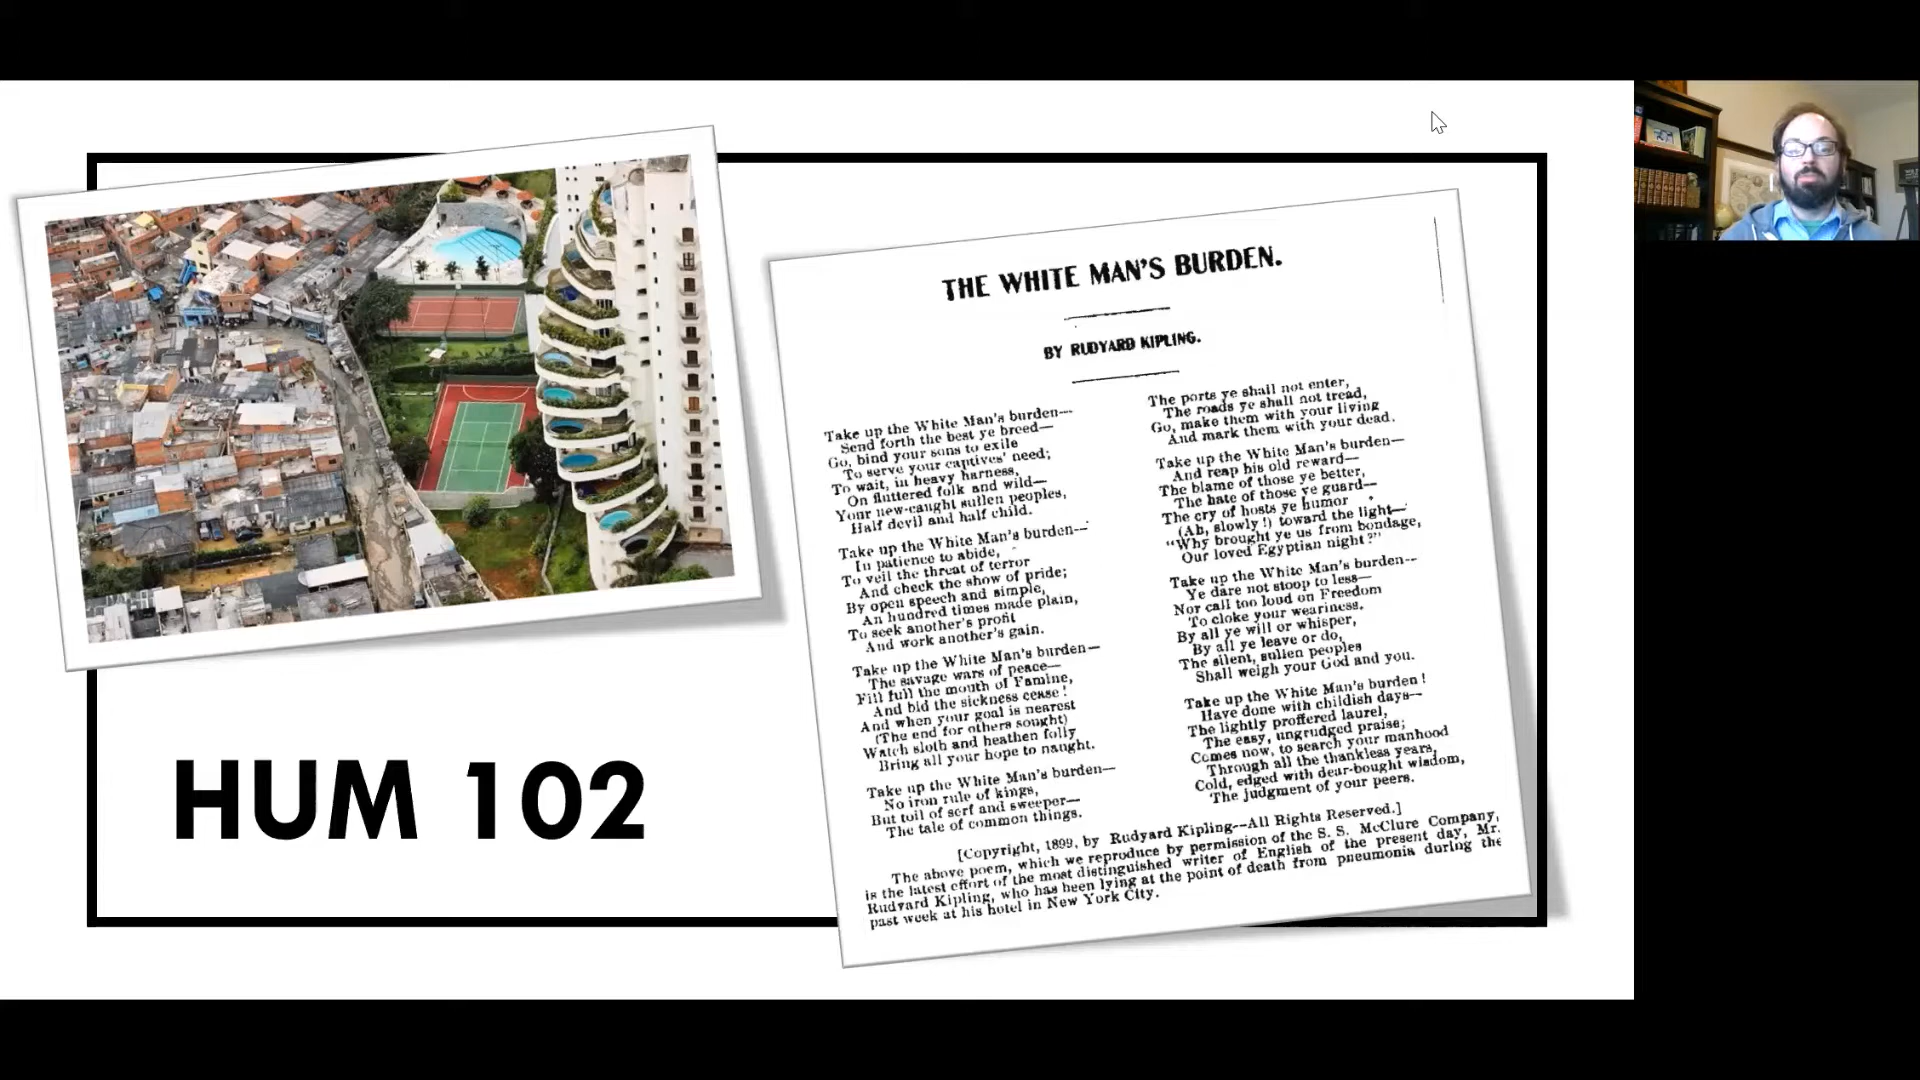 HUM 102
THE WHITE MAN'S BURDEN.
BY RUDYARD KIPLING.
Take up the White Man's burden—
Send forth the best ye breed—
Go, bind your sons to exile
To serve your captives' need;
To wait, in heavy harness,
On fluttered folk and wild—
Your new-caught sullen peoples,
Half devil and half child.
Take up the White Man's burden—
In patience to abide,
To veil the threat of terror
And check the show of pride;
By open speech and simple,
An hundred times made plain,
To seek another's profit
And work another's gain.
Take up the White Man's burden—
The savage wars of peace—
Fill full the mouth of Famine,
And bid the sickness cease!
And when your goal is nearest
(The end for others sought)
Watch sloth and heathen folly
Bring all your hope to naught.
Take up the White Man's burden—
No iron rule of kings,
But toil of serf and sweeper—
The tale of common things.
The ports ye shall not enter,
The roads ye shall not tread,
Go, make them with your living
And mark them with your dead.
Take up the White Man's burden—
And reap his old reward—
The blame of those ye better,
The hate of those ye guard—
The cry of hosts ye humor
(Ah, slowly!) toward the light—
"Why brought ye us from bondage,
Our loved Egyptian night?"
Take up the White Man's burden—
Ye dare not stoop to less—
Nor call too loud on Freedom
To cloke your weariness.
By all ye will or whisper,
By all ye leave or do,
The silent, sullen peoples
Shall weigh your God and you.
Take up the White Man's burden!
Have done with childish days—
The lightly proffered laurel,
The easy, ungrudged praise;
Comes now, to search your manhood
Through all the thankless years,
Cold, edged with dear-bought wisdom,
The judgment of your peers.
[Copyright, 1899, by Rudyard Kipling—All Rights Reserved.]
The above poem, which we reproduce by permission of the S. S. McClure Company,
is the latest effort of the most distinguished writer of English of the present day, Mr.
Rudyard Kipling, who has been lying at the point of death from pneumonia during the
past week at his hotel in New York City.